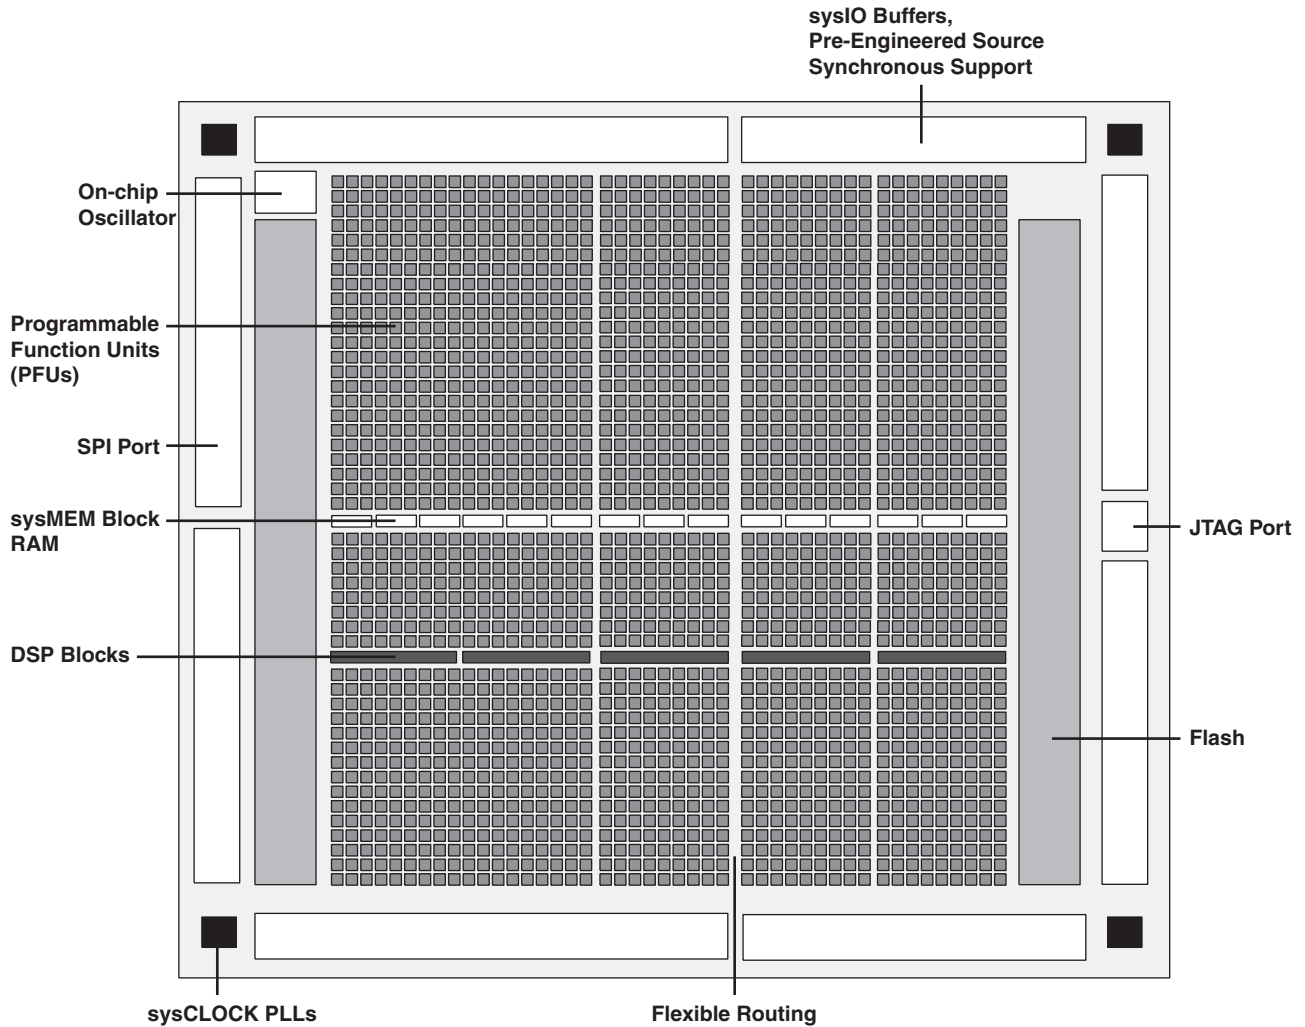 sysIO Buffers,
Pre-Engineered Source
Synchronous Support
On-chip
Oscillator
Programmable
Function Units
(PFUs)
SPI Port
sysMEM Block
RAM
JTAG Port
DSP Blocks
Flash
sysCLOCK PLLs
Flexible Routing